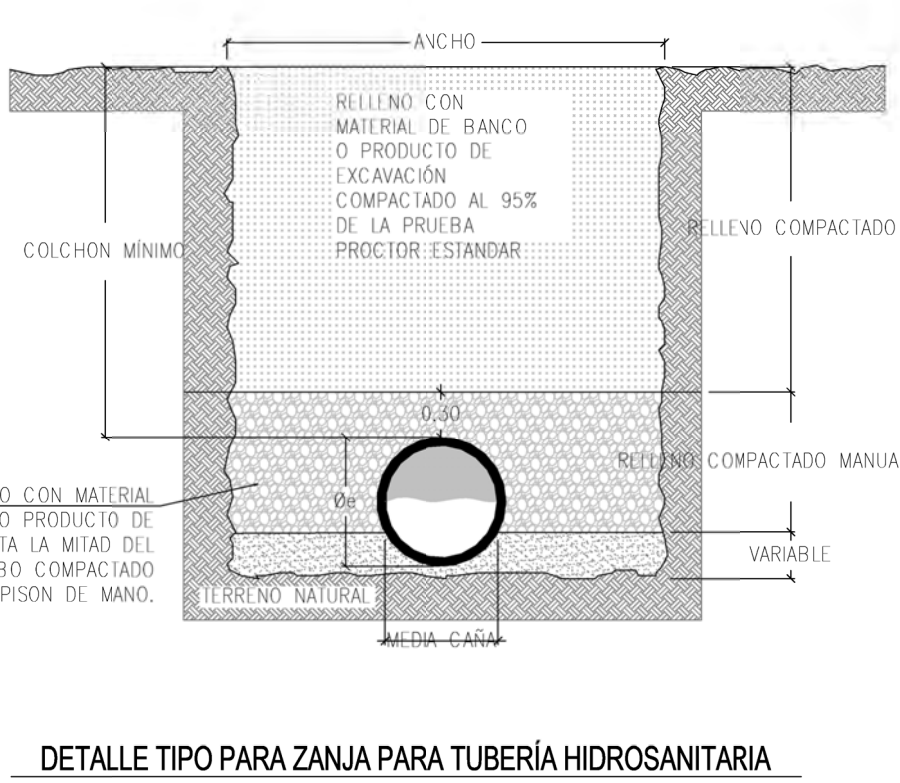 ANCHO
RELLENO CON
MATERIAL DE BANCO
O PRODUCTO DE
EXCAVACIÓN
COMPACTADO AL 95%
DE LA PRUEBA
PROCTOR ESTANDAR
COLCHON MÍNIMO
RELLENO COMPACTADO
0.30
RELLENO COMPACTADO MANUA
Øe
O CON MATERIAL
O PRODUCTO DE
TA LA MITAD DEL
BO COMPACTADO
PISON DE MANO.
VARIABLE
TERRENO NATURAL
MEDIA CAÑA
DETALLE TIPO PARA ZANJA PARA TUBERÍA HIDROSANITARIA